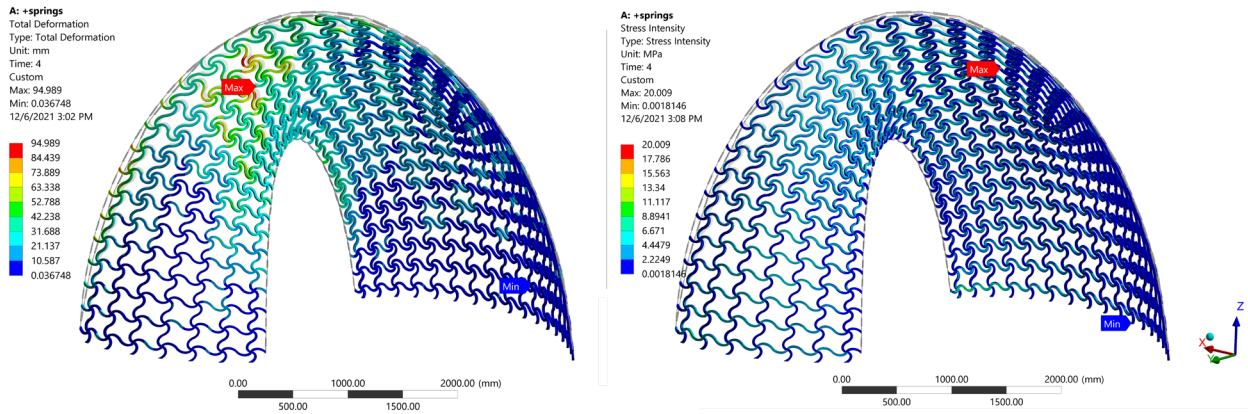 A: +springs
Total Deformation
Type: Total Deformation
Unit: mm
Time: 4
Custom
Max: 94.989
Min: 0.036748
12/6/2021 3:02 PM
94.989
84.439
73.889
63.338
52.788
42.238
31.688
21.137
10.587
0.036748
Max
Min
0.00
1000.00
2000.00 (mm)
500.00
1500.00
A: +springs
Stress Intensity
Type: Stress Intensity
Unit: MPa
Time: 4
Custom
Max: 20.009
Min: 0.0018146
12/6/2021 3:08 PM
20.009
17.786
15.563
13.34
11.117
8.8941
6.671
4.4479
2.2249
0.0018146
Max
Min
0.00
1000.00
2000.00 (mm)
500.00
1500.00
Z
X
Y